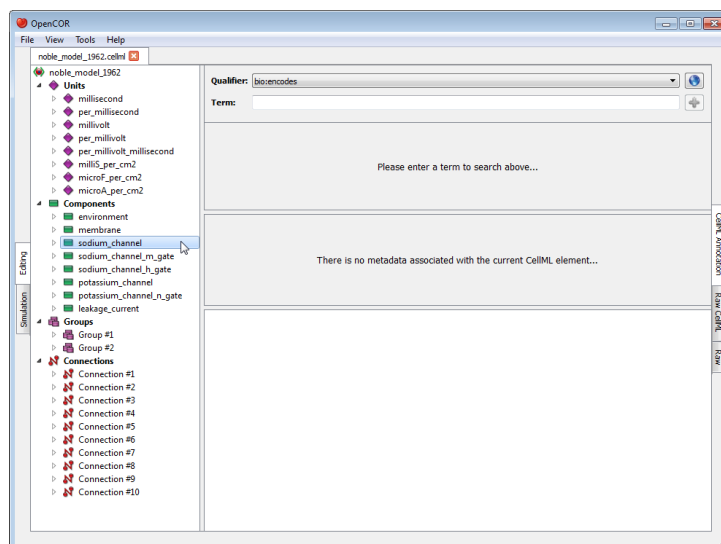 OpenCOR
File View Tools Help
noble_model_1962.cellml
noble_model_1962
Units
millisecond
per_millisecond
millivolt
per_millivolt
per_millivolt_millisecond
milliS_per_cm2
microF_per_cm2
microA_per_cm2
Components
environment
membrane
sodium_channel
sodium_channel_m_gate
sodium_channel_h_gate
potassium_channel
potassium_channel_n_gate
leakage_current
Groups
Group #1
Group #2
Connections
Connection #1
Connection #2
Connection #3
Connection #4
Connection #5
Connection #6
Connection #7
Connection #8
Connection #9
Connection #10
Editing
Simulation
Qualifier: bio:encodes
Term:
Please enter a term to search above...
There is no metadata associated with the current CellML element...
CellML Annotation
Raw CellML
Raw